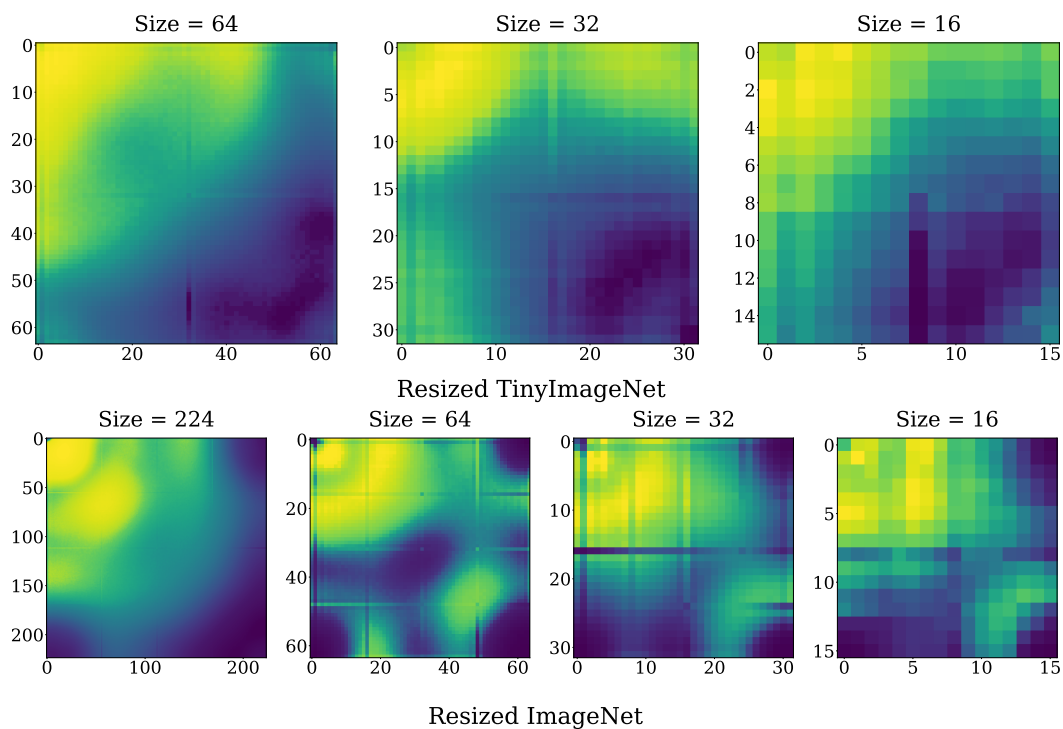 Size = 64 Size = 32 Size = 16
0 0 0
10 5 2
20 10 4
30 15 6
40 20 8
50 25 10
60 30 12
14
0 20 40 60 0 10 20 30 0 5 10 15
Resized TinyImageNet
Size = 224 Size = 64 Size = 32 Size = 16
0 0 0 0
50 20 10 5
100 40 20 10
150 60 30 15
200
0 100 200 0 20 40 60 0 10 20 30 0 5 10 15
Resized ImageNet